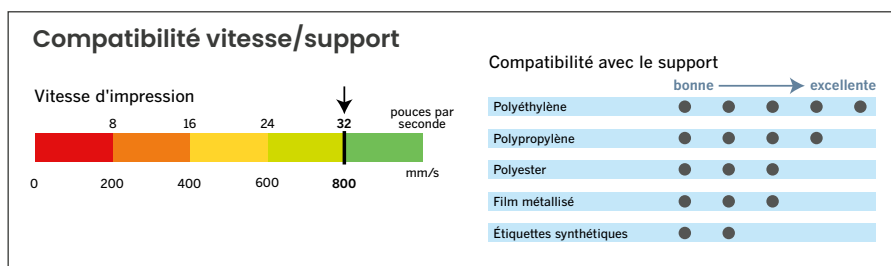 Compatibilité vitesse/support
Vitesse d'impression
8 16 24 32 pouces par seconde
0 200 400 600 800 mm/s
Compatibilité avec le support
bonne excellente
Polyéthylène
Polypropylène
Polyester
Film métallisé
Étiquettes synthétiques